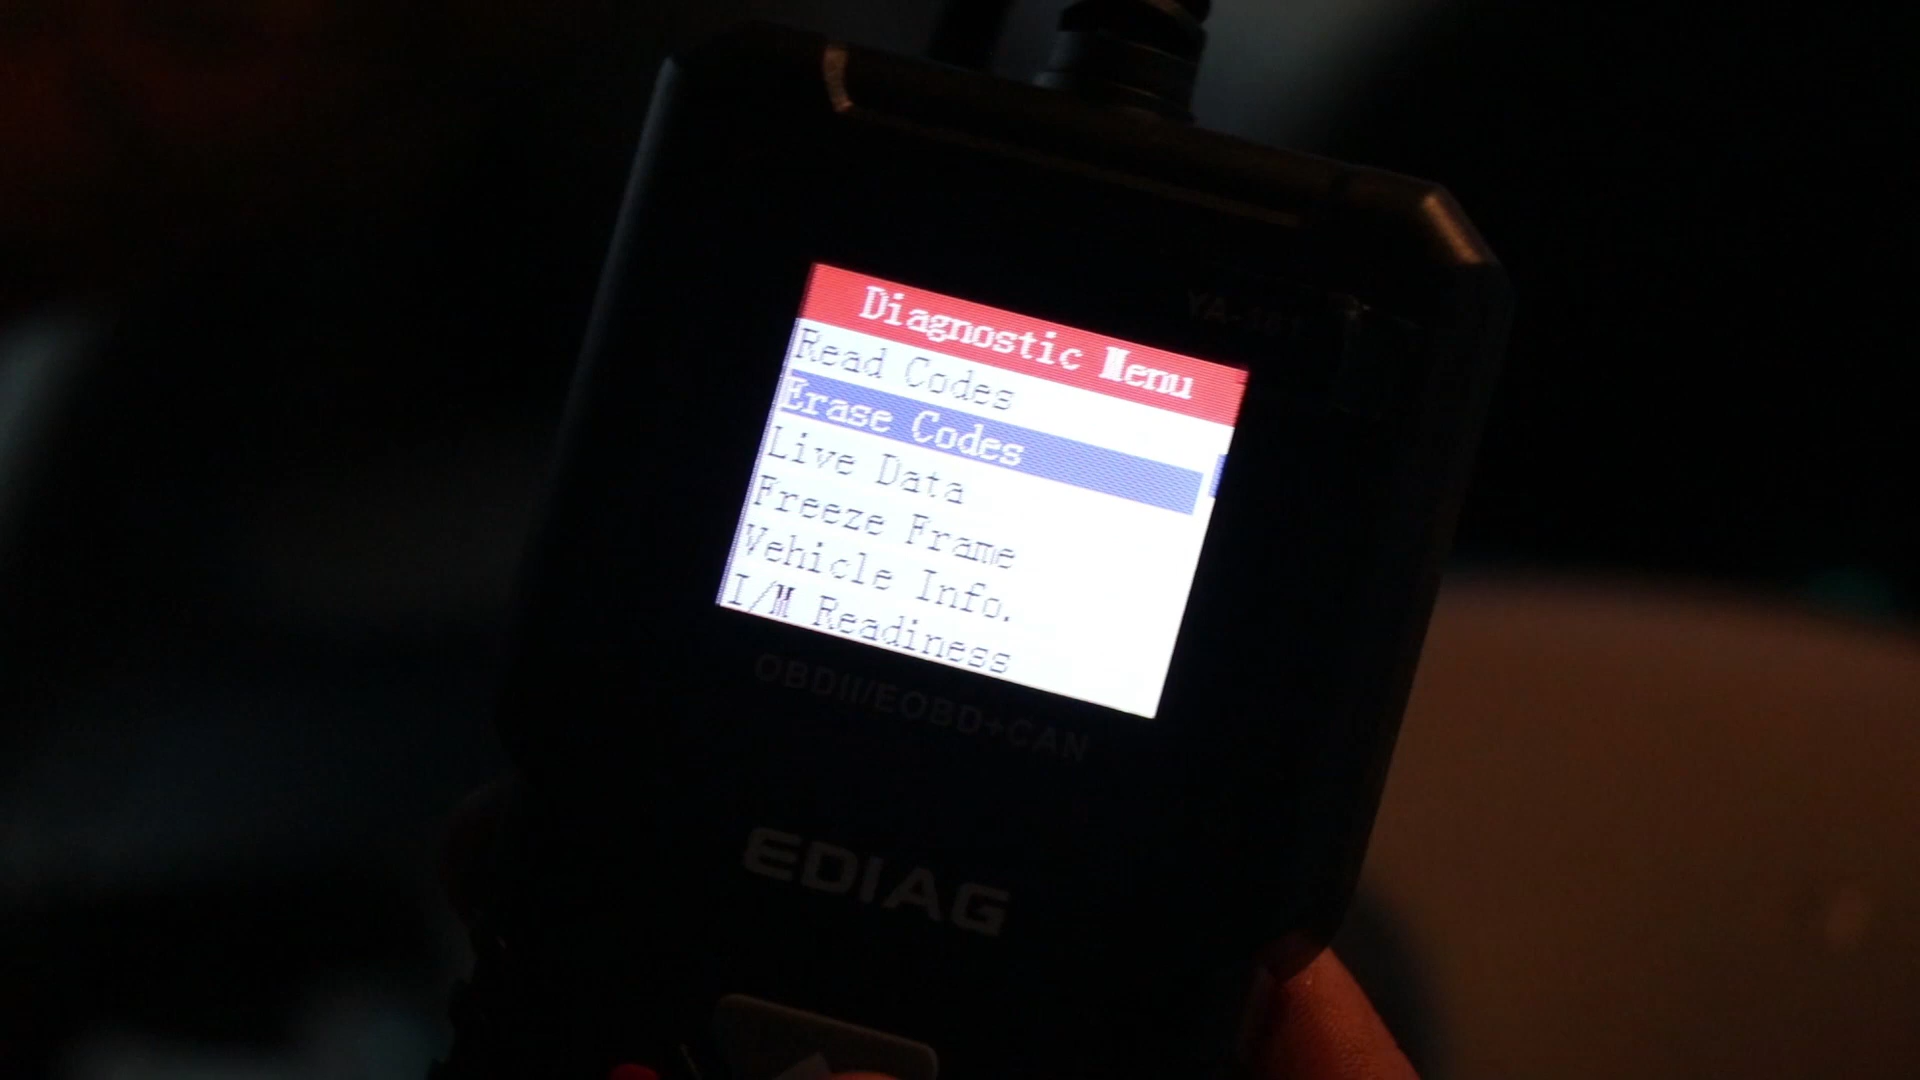 Diagnostic Menu
Read Codes
Erase Codes
Live Data
Freeze Frame
Vehicle Info.
I/M Readiness
OBDII/EOBD+CAN
EDIAG